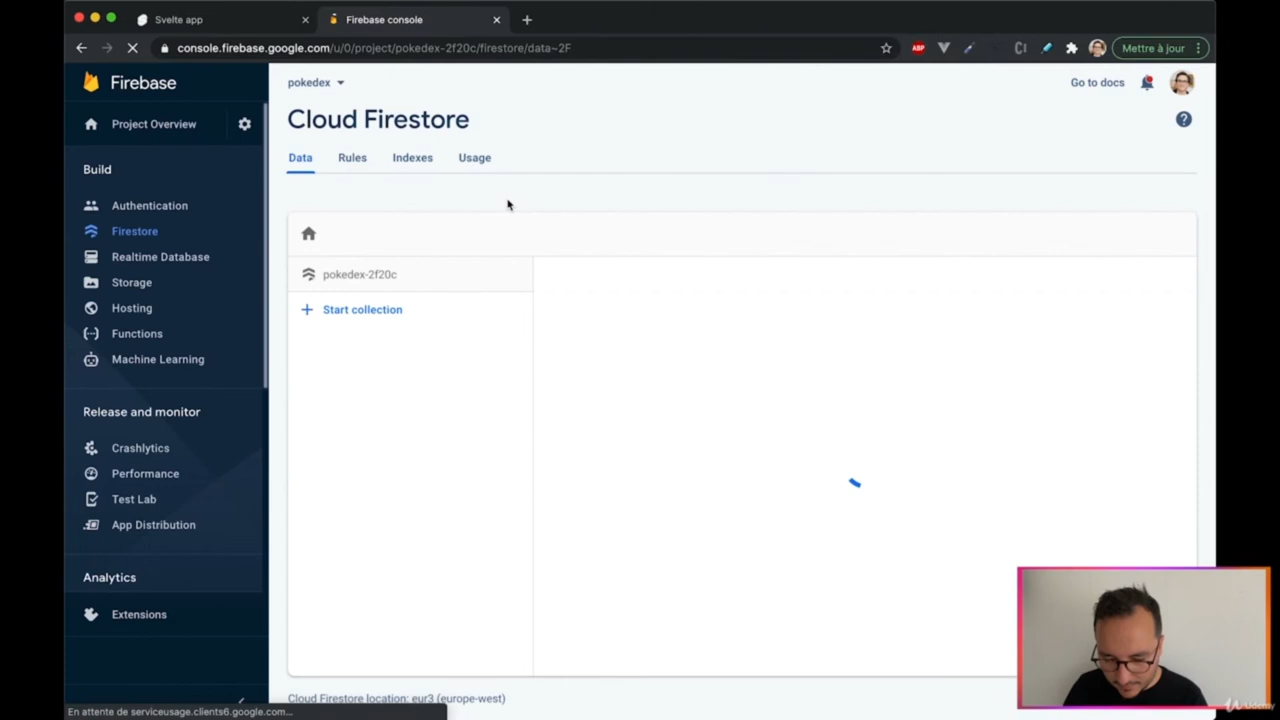 Svelte app
Firebase console
console.firebase.google.com/u/0/project/pokedex-2f20c/firestore/data~2F
ABP
Mettre à jour
Firebase
pokedex
Go to docs
Project Overview
Cloud Firestore
Data Rules Indexes Usage
Build
Authentication
Firestore
Realtime Database
Storage
Hosting
Functions
Machine Learning
pokedex-2f20c
+ Start collection
Release and monitor
Crashlytics
Performance
Test Lab
App Distribution
Analytics
Extensions
Cloud Firestore location: eur3 (europe-west)
En attente de serviceusage.clients6.google.com...
Udemy